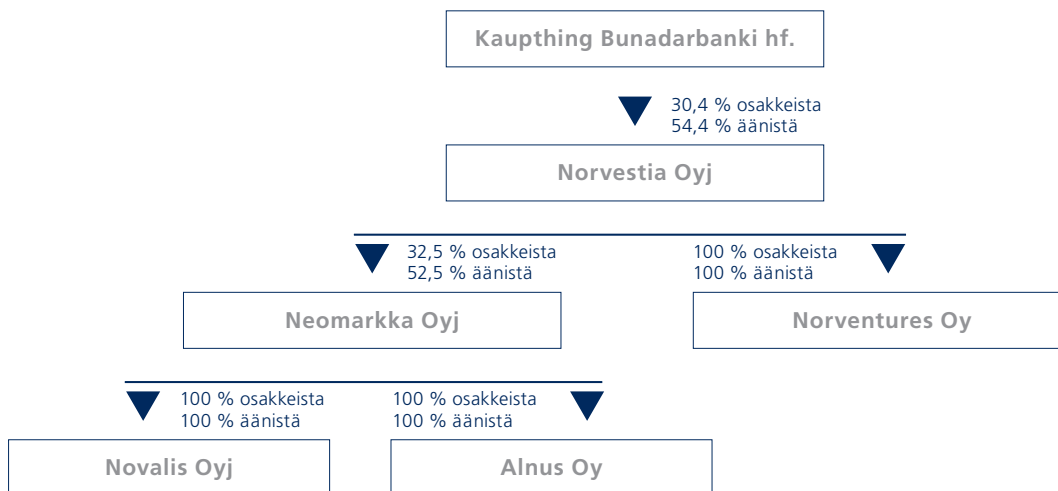 Kaupthing Bunadarbanki hf.
30,4 % osakkeista
54,4 % äänistä
Norvestia Oyj
32,5 % osakkeista
52,5 % äänistä
100 % osakkeista
100 % äänistä
Neomarkka Oyj
Norventures Oy
100 % osakkeista
100 % äänistä
100 % osakkeista
100 % äänistä
Novalis Oyj
Alnus Oy